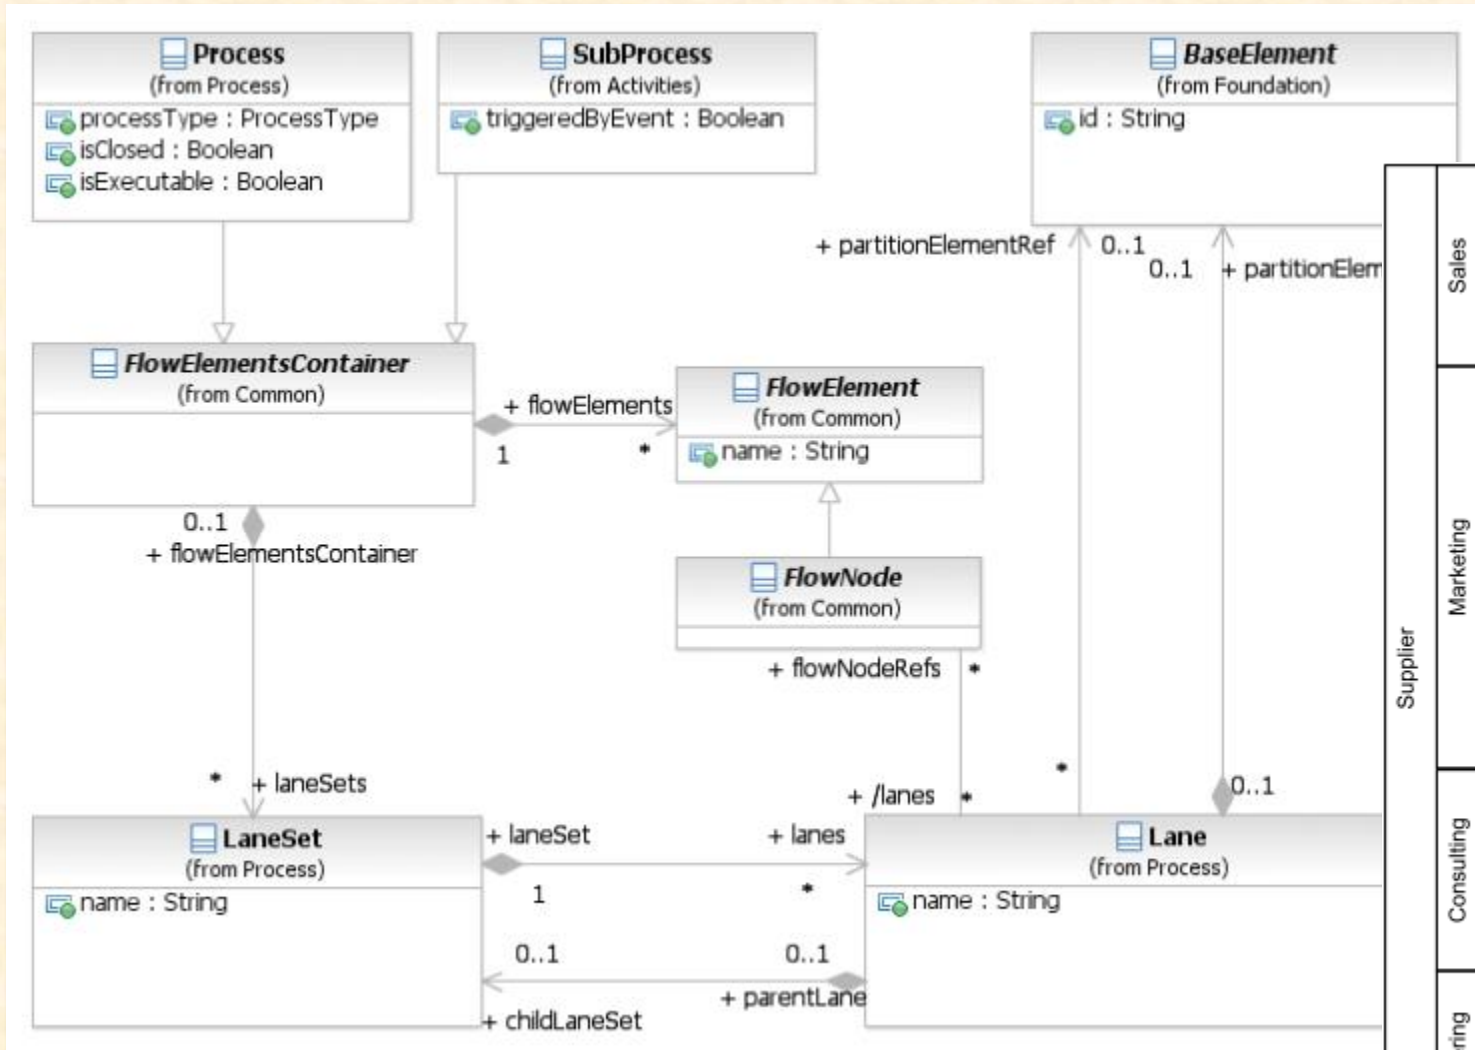 Process
(from Process)
processType : ProcessType
isClosed : Boolean
isExecutable : Boolean
SubProcess
(from Activities)
triggeredByEvent : Boolean
BaseElement
(from Foundation)
id : String
+ partitionElementRef
0..1
0..1
+ partitionElem
FlowElementsContainer
(from Common)
+ flowElements
1
*
FlowElement
(from Common)
name : String
0..1
+ flowElementsContainer
FlowNode
(from Common)
+ flowNodeRefs
*
*
+ laneSets
*
+ /lanes
*
0..1
LaneSet
(from Process)
name : String
+ laneSet
+ lanes
1
*
0..1
0..1
+ parentLane
+ childLaneSet
Lane
(from Process)
name : String
Supplier
Sales
Marketing
Consulting
ring